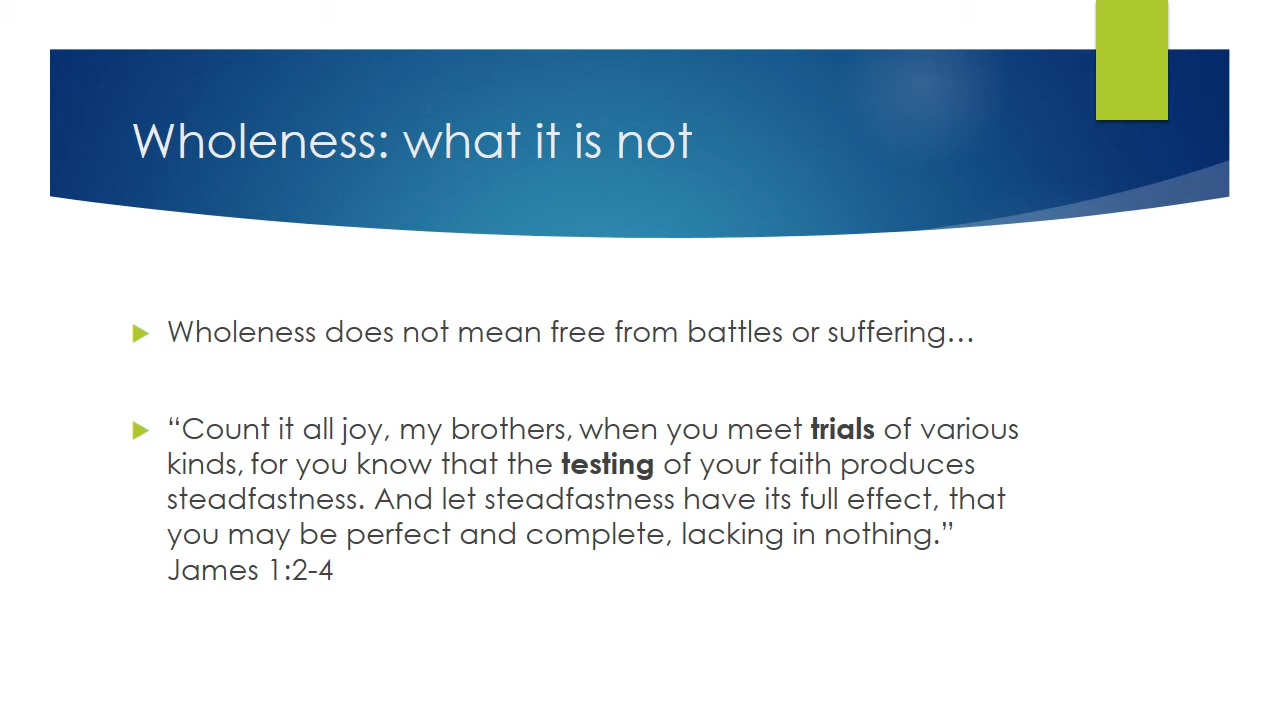 Wholeness: what it is not
Wholeness does not mean free from battles or suffering…
“Count it all joy, my brothers, when you meet trials of various
kinds, for you know that the testing of your faith produces
steadfastness. And let steadfastness have its full effect, that
you may be perfect and complete, lacking in nothing.”
James 1:2-4